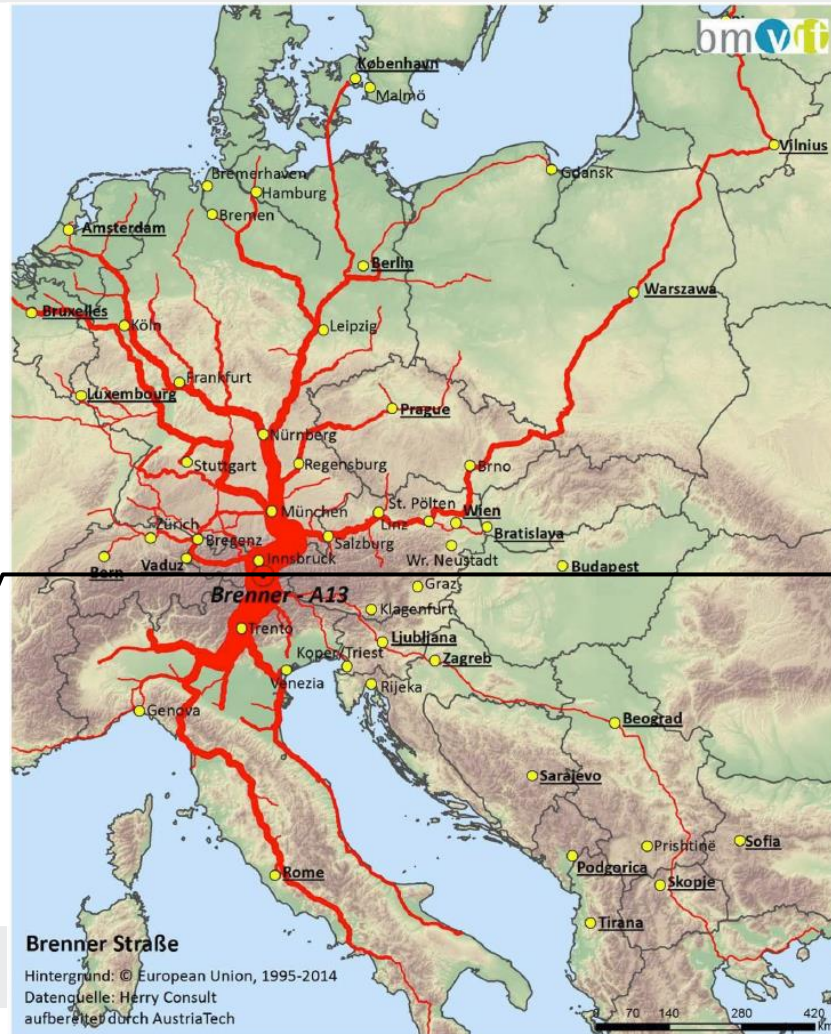 bmvit
København
Malmö
Vilnius
Gdansk
Bremerhaven
Hamburg
Bremen
Amsterdam
Berlin
Warszawa
Bruxelles
Köln
Leipzig
Frankfurt
Luxembourg
Prague
Nürnberg
Stuttgart
Regensburg
Brno
München
St. Pölten
Linz
Wien
Bratislava
Zürich
Bregenz
Salzburg
Wr. Neustadt
Bern
Vaduz
Innsbruck
Budapest
Brenner - A13
Graz
Klagenfurt
Trento
Ljubljana
Koper/Triest
Zagreb
Venezia
Rijeka
Genova
Beograd
Sarajevo
Prishtinë
Sofia
Podgorica
Skopje
Rome
Tirana
Brenner Straße
Hintergrund: © European Union, 1995-2014
Datenquelle: Herry Consult
aufbereitet durch AustriaTech
0 70 140 280 420